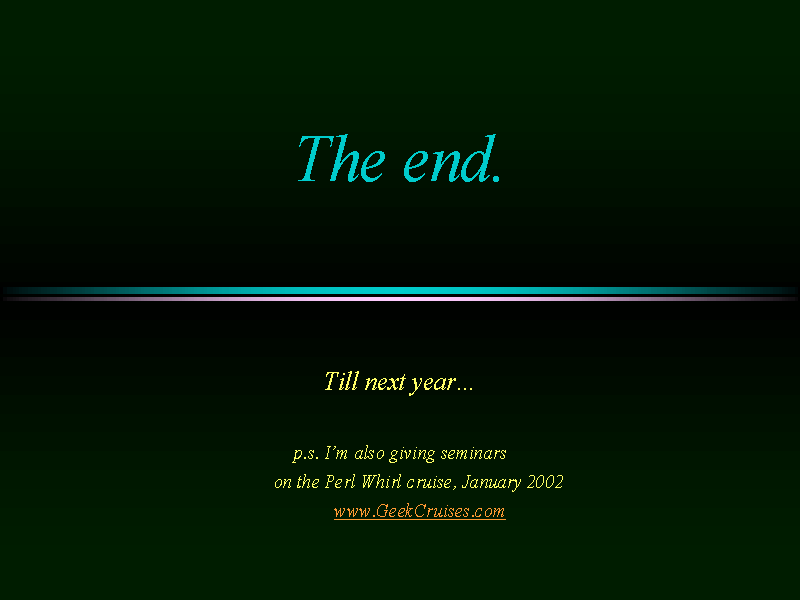 The end.
Till next year...
p.s. I’m also giving seminars
on the Perl Whirl cruise, January 2002
www.GeekCruises.com